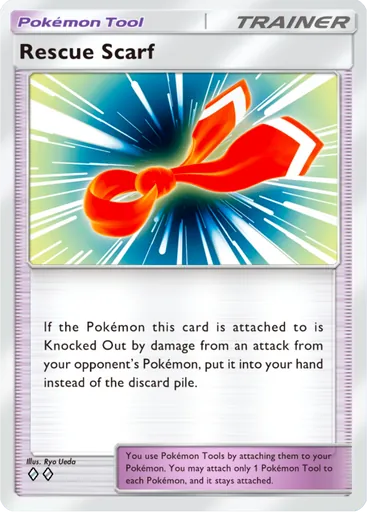 Pokémon Tool
TRAINER
Rescue Scarf
If the Pokémon this card is attached to is
Knocked Out by damage from an attack from
your opponent's Pokémon, put it into your hand
instead of the discard pile.
Illus. Ryo Ueda
You use Pokémon Tools by attaching them to your
Pokémon. You may attach only 1 Pokémon Tool to
each Pokémon, and it stays attached.